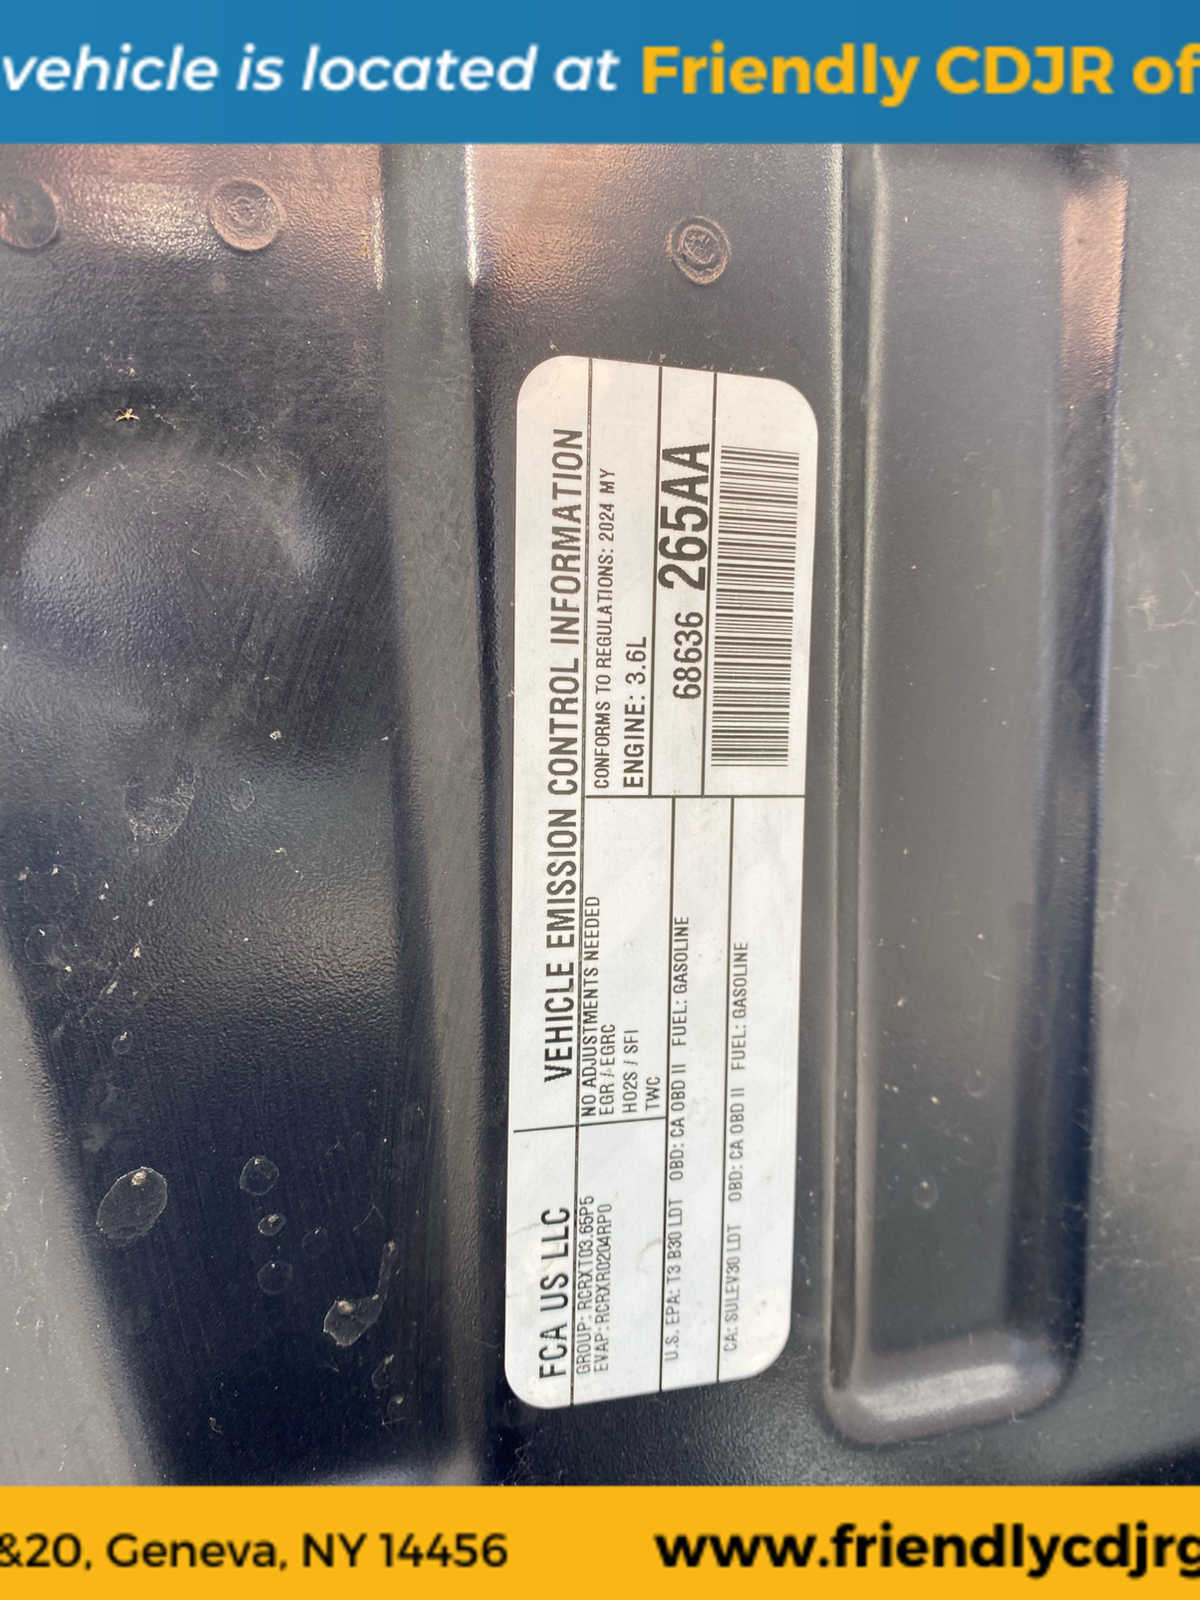 vehicle is located at Friendly CDJR of
VEHICLE EMISSION CONTROL INFORMATION
FCA US LLC
CONFORMS TO REGULATIONS: 2024 MY
ENGINE: 3.6L
68636 265AA
NO ADJUSTMENTS NEEDED
EGR / EGRC
HO2S / SFI
TWC
GROUP: RCRXT03.65P5
EVAP: RCRXR0204RP0
U.S. EPA: T3 B30 LDT OBD: CA OBD II FUEL: GASOLINE
CA: SULEV30 LDT OBD: CA OBD II FUEL: GASOLINE
&20, Geneva, NY 14456
www.friendlycdjrg